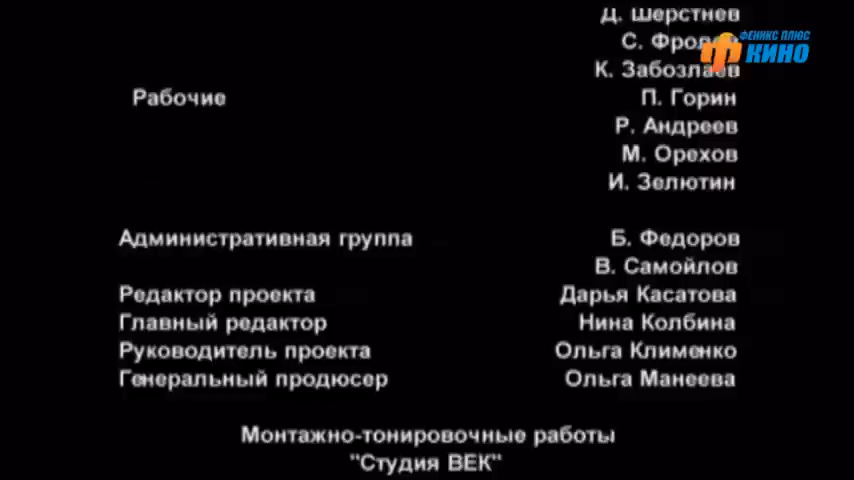 Д. Шерстнев
ФЕНИКС ПЛЮС
КИНО
С. Фролов
К. Забозлаев
Рабочие П. Горин
Р. Андреев
М. Орехов
И. Зелютин
Административная группа Б. Федоров
В. Самойлов
Редактор проекта Дарья Касатова
Главный редактор Нина Колбина
Руководитель проекта Ольга Клименко
Генеральный продюсер Ольга Манеева
Монтажно-тонировочные работы
"Студия ВЕК"